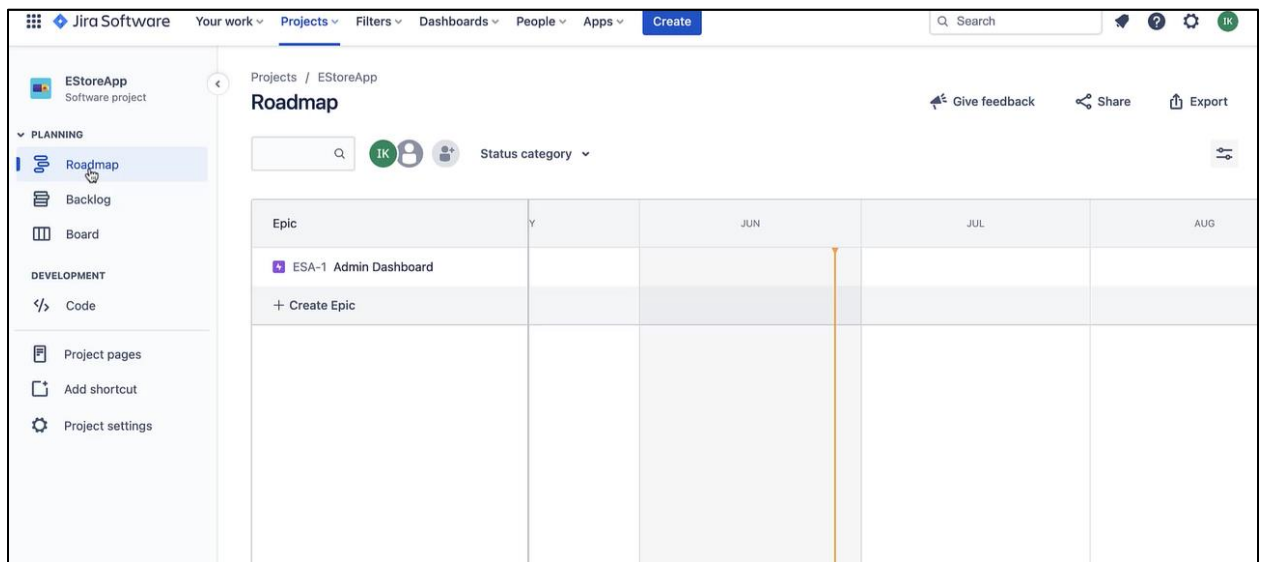 Jira Software Your work Projects Filters Dashboards People Apps Create Search IK
EStoreApp
Software project
PLANNING
Roadmap
Backlog
Board
DEVELOPMENT
Code
Project pages
Add shortcut
Project settings
Projects / EStoreApp
Roadmap
Give feedback Share Export
IK Status category
Epic Y JUN JUL AUG
ESA-1 Admin Dashboard
+ Create Epic